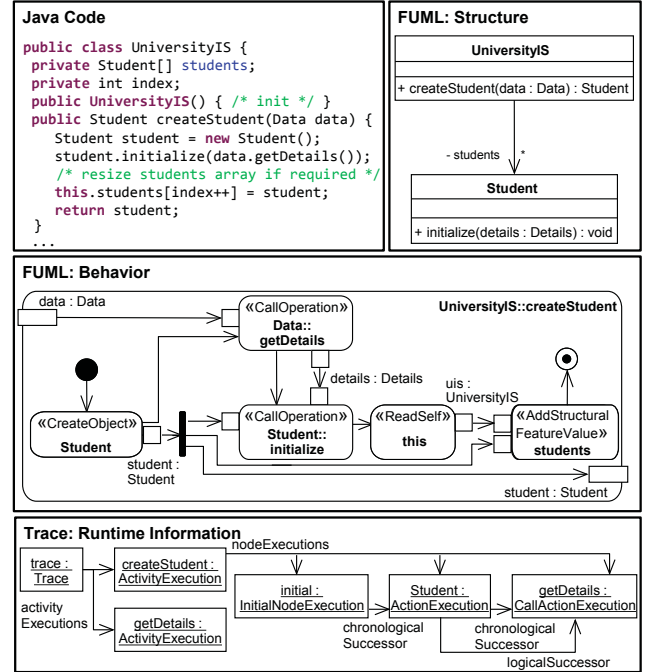 Java Code
public class UniversityIS {
private Student[] students;
private int index;
public UniversityIS() { /* init */ }
public Student createStudent(Data data) {
Student student = new Student();
student.initialize(data.getDetails());
/* resize students array if required */
this.students[index++] = student;
return student;
}
...
FUML: Structure
UniversityIS
+ createStudent(data : Data) : Student
- students
*
Student
+ initialize(details : Details) : void
FUML: Behavior
data : Data
UniversityIS::createStudent
«CallOperation»
Data::
getDetails
details : Details
uis :
UniversityIS
«CreateObject»
Student
student :
Student
«CallOperation»
Student::
initialize
«ReadSelf»
this
«AddStructural
FeatureValue»
students
student : Student
Trace: Runtime Information
nodeExecutions
trace :
Trace
activity
Executions
createStudent :
ActivityExecution
getDetails :
ActivityExecution
initial :
InitialNodeExecution
Student :
ActionExecution
getDetails :
CallActionExecution
chronological
Successor
chronological
Successor
logicalSuccessor